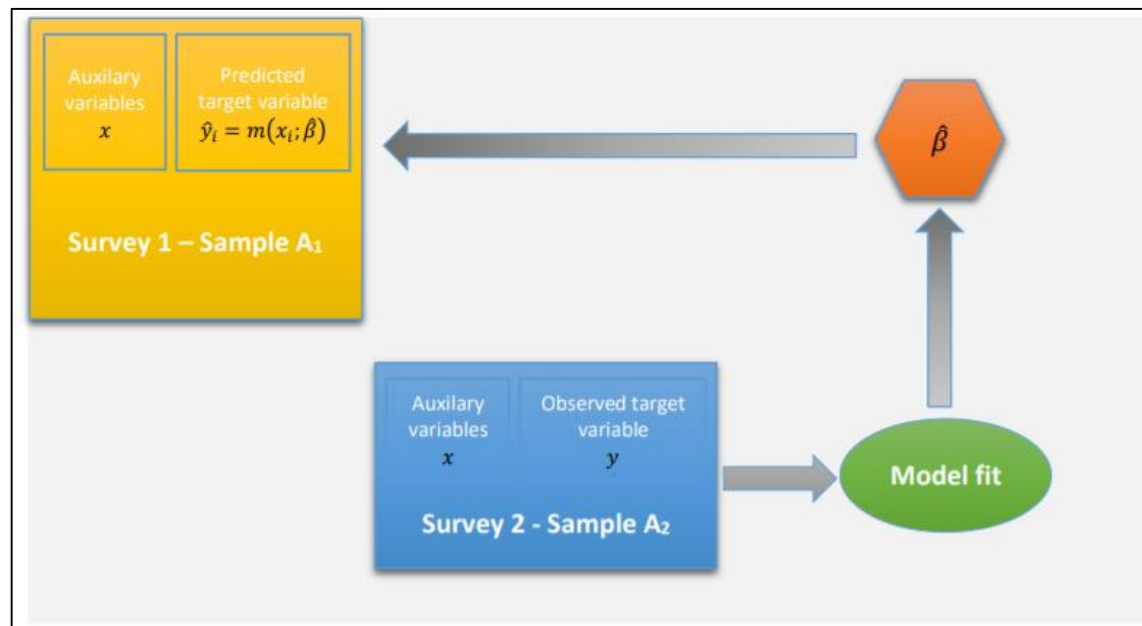 Auxilary
variables
x
Predicted
target variable
ŷᵢ = m(xᵢ; β̂)
Survey 1 – Sample A₁
β̂
Auxilary
variables
x
Observed target
variable
y
Survey 2 - Sample A₂
Model fit